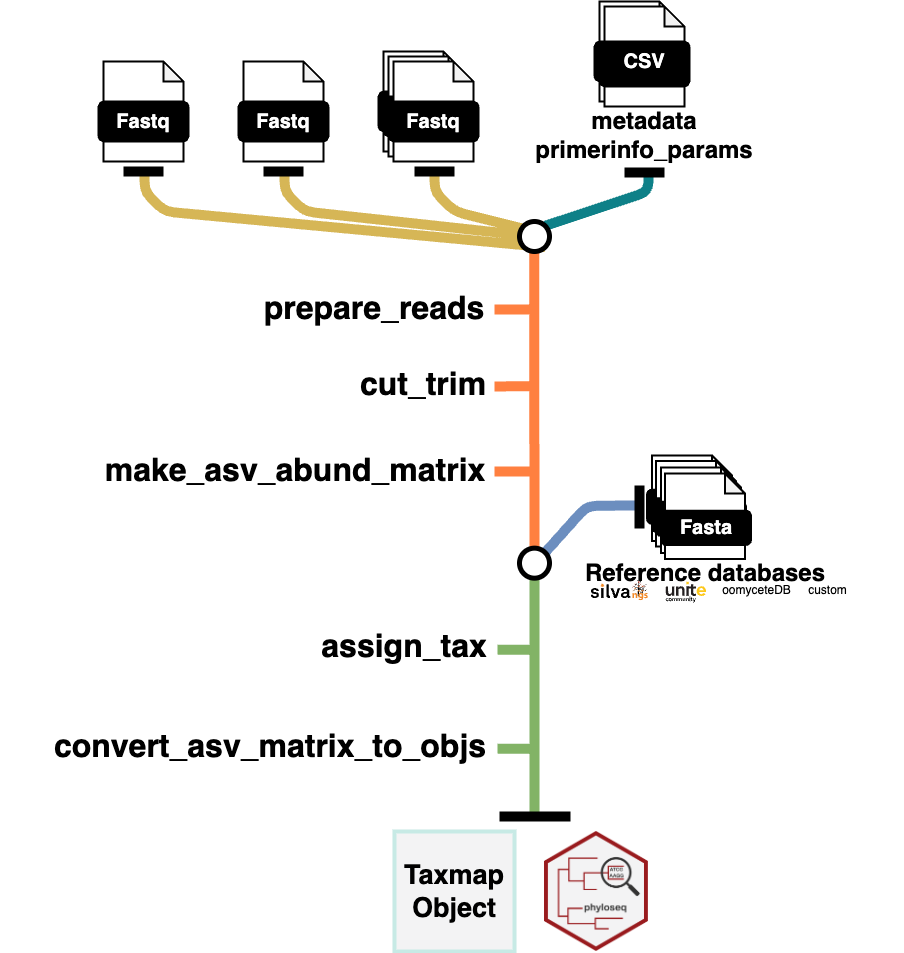 CSV
Fastq
Fastq
Fastq
metadata
primerinfo_params
prepare_reads
cut_trim
make_asv_abund_matrix
Fasta
Reference databases
silva ngs unite community oomyceteDB custom
assign_tax
convert_asv_matrix_to_objs
Taxmap
Object
ATCC
AAGG
phyloseq